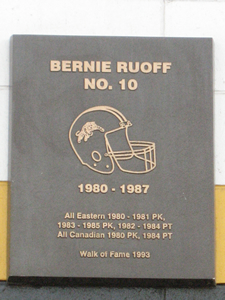 BERNIE RUOFF
NO. 10
1980 - 1987
All Eastern 1980 - 1981 PK,
1983 - 1985 PK, 1982 - 1984 PT
All Canadian 1980 PK, 1984 PT
Walk of Fame 1993